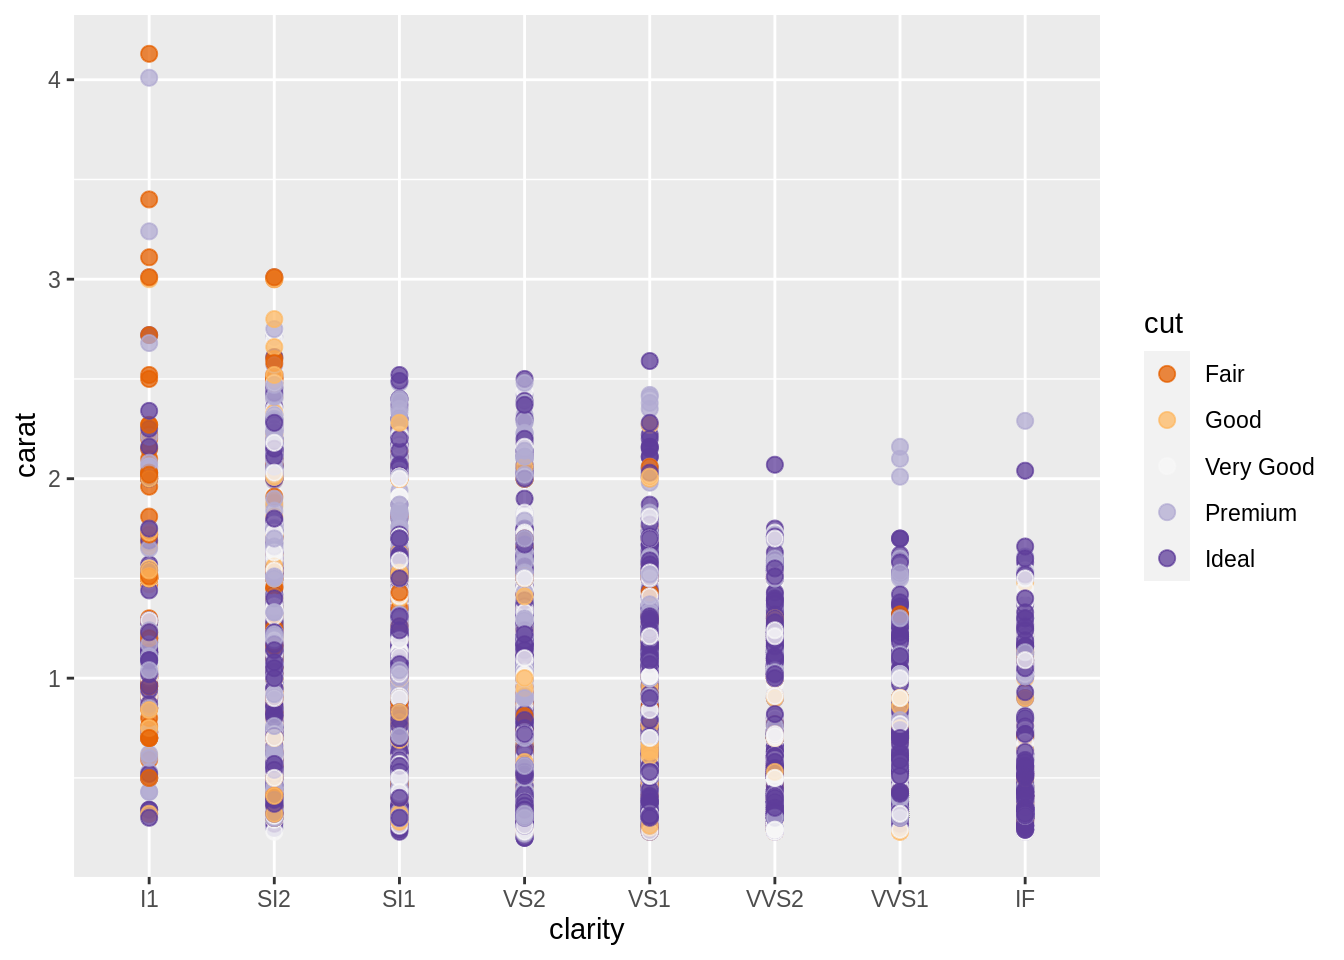 4
3
2
1
carat
I1 SI2 SI1 VS2 VS1 VVS2 VVS1 IF
clarity
cut
Fair
Good
Very Good
Premium
Ideal